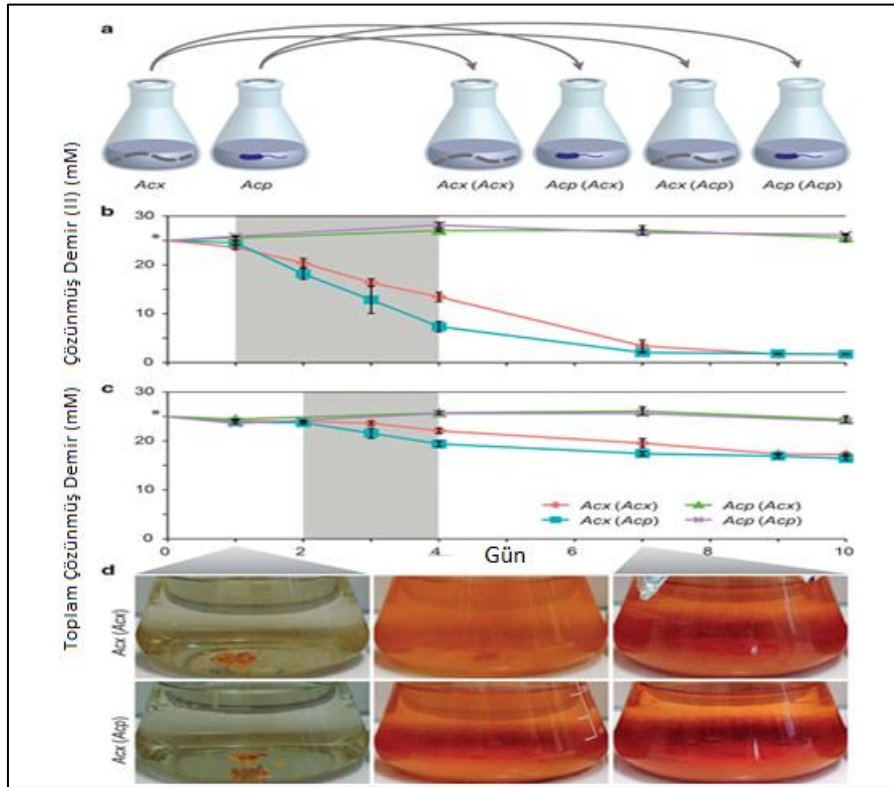 a
Acx Acp Acx (Acx) Acp (Acx) Acx (Acp) Acp (Acp)
Çözünmüş Demir (II) (mM)
b
30
*
20
10
0
Toplam Çözünmüş Demir (mM)
c
30
*
20
10
0
Acx (Acx) Acp (Acx)
Acx (Acp) Acp (Acp)
0 2 4 6 8 10
Gün
d
Acx (Acx)
Acx (Acp)